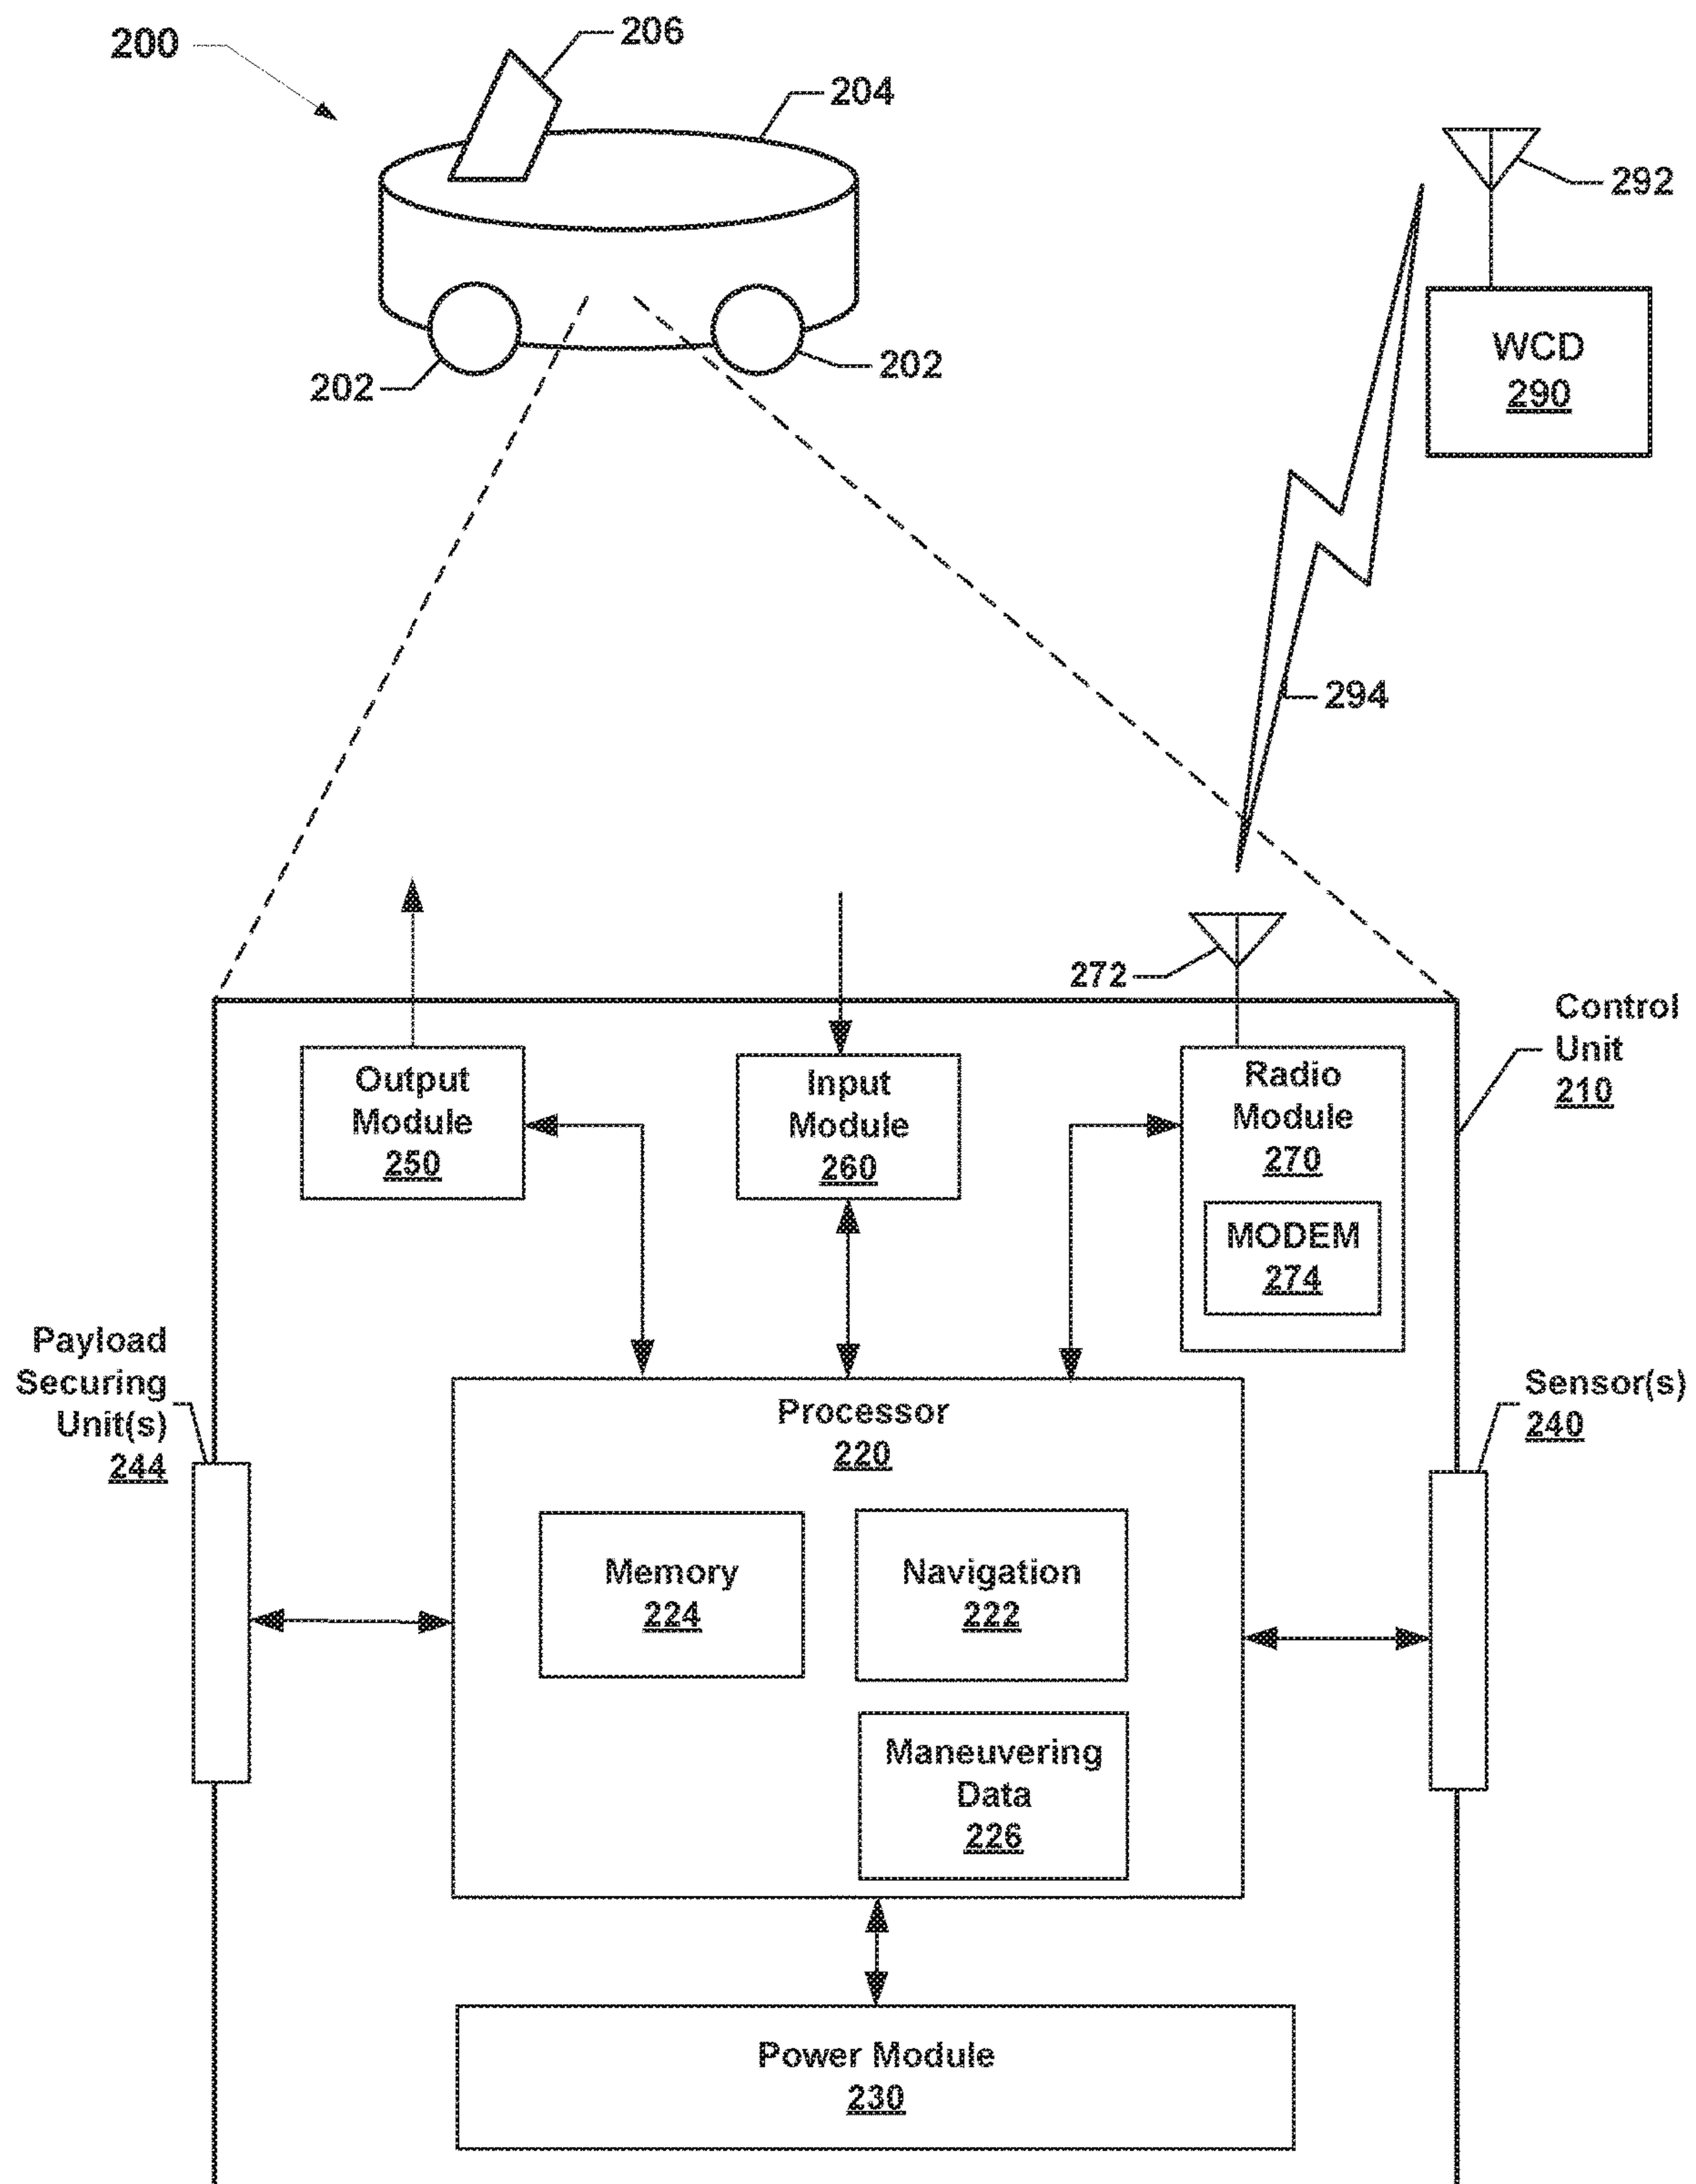 200
206
204
292
202
202
WCD
290
294
272
Control
Unit
210
Output
Module
250
Input
Module
260
Radio
Module
270
MODEM
274
Payload
Securing
Unit(s)
244
Sensor(s)
240
Processor
220
Memory
224
Navigation
222
Maneuvering
Data
226
Power Module
230